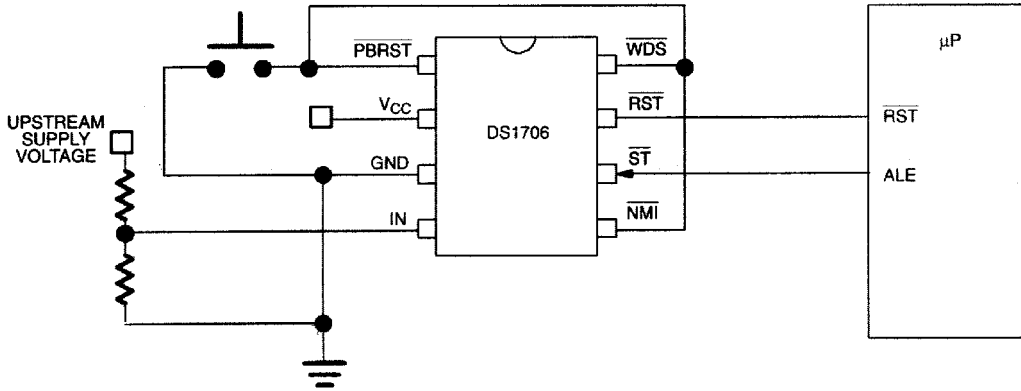 PBRST
WDS
µP
VCC
RST
RST
UPSTREAM
SUPPLY
VOLTAGE
DS1706
GND
ST
ALE
IN
NMI